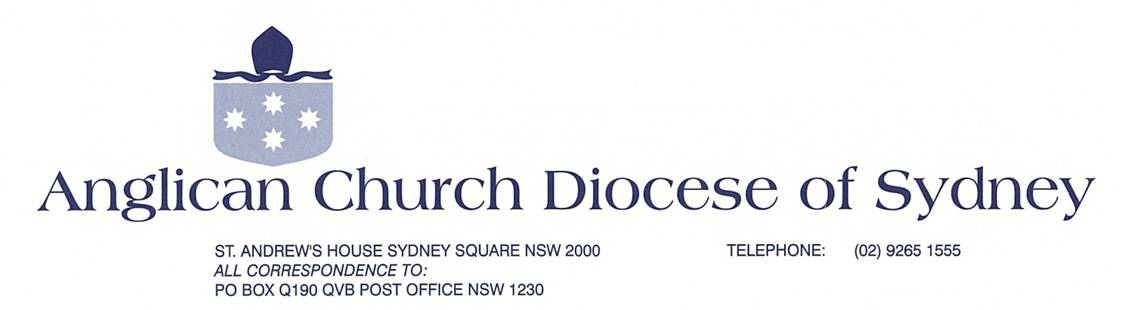 Anglican Church Diocese of Sydney
ST. ANDREW'S HOUSE SYDNEY SQUARE NSW 2000 TELEPHONE: (02) 9265 1555
ALL CORRESPONDENCE TO:
PO BOX Q190 QVB POST OFFICE NSW 1230